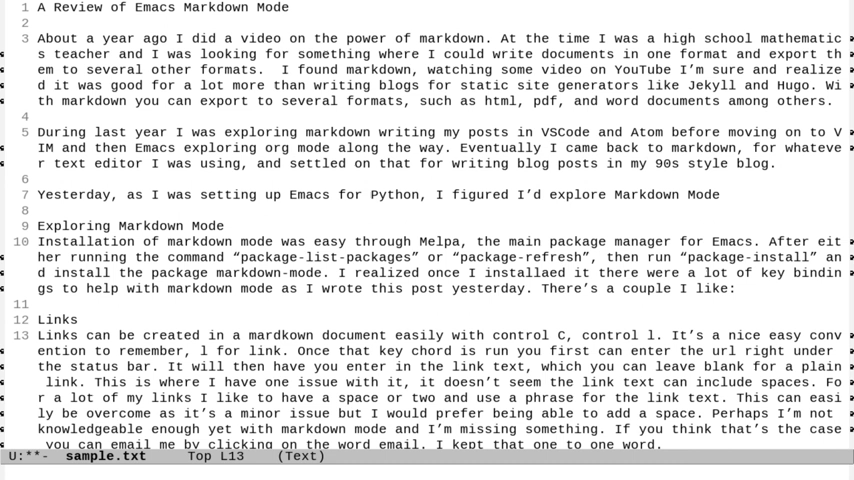 1 A Review of Emacs Markdown Mode
2
3 About a year ago I did a video on the power of markdown. At the time I was a high school mathematic
s teacher and I was looking for something where I could write documents in one format and export th
em to several other formats.  I found markdown, watching some video on YouTube I’m sure and realize
d it was good for a lot more than writing blogs for static site generators like Jekyll and Hugo. Wi
th markdown you can export to several formats, such as html, pdf, and word documents among others.
4
5 During last year I was exploring markdown writing my posts in VSCode and Atom before moving on to V
IM and then Emacs exploring org mode along the way. Eventually I came back to markdown, for whateve
r text editor I was using, and settled on that for writing blog posts in my 90s style blog.
6
7 Yesterday, as I was setting up Emacs for Python, I figured I’d explore Markdown Mode
8
9 Exploring Markdown Mode
10 Installation of markdown mode was easy through Melpa, the main package manager for Emacs. After eit
her running the command “package-list-packages” or “package-refresh”, then run “package-install” an
d install the package markdown-mode. I realized once I installaed it there were a lot of key bindin
gs to help with markdown mode as I wrote this post yesterday. There’s a couple I like:
11
12 Links
13 Links can be created in a mardkown document easily with control C, control l. It’s a nice easy conv
ention to remember, l for link. Once that key chord is run you first can enter the url right under
the status bar. It will then have you enter in the link text, which you can leave blank for a plain
 link. This is where I have one issue with it, it doesn’t seem the link text can include spaces. Fo
r a lot of my links I like to have a space or two and use a phrase for the link text. This can easi
ly be overcome as it’s a minor issue but I would prefer being able to add a space. Perhaps I’m not
knowledgeable enough yet with markdown mode and I’m missing something. If you think that’s the case
 you can email me by clicking on the word email. I kept that one to one word.
U:**-  sample.txt     Top L13    (Text)